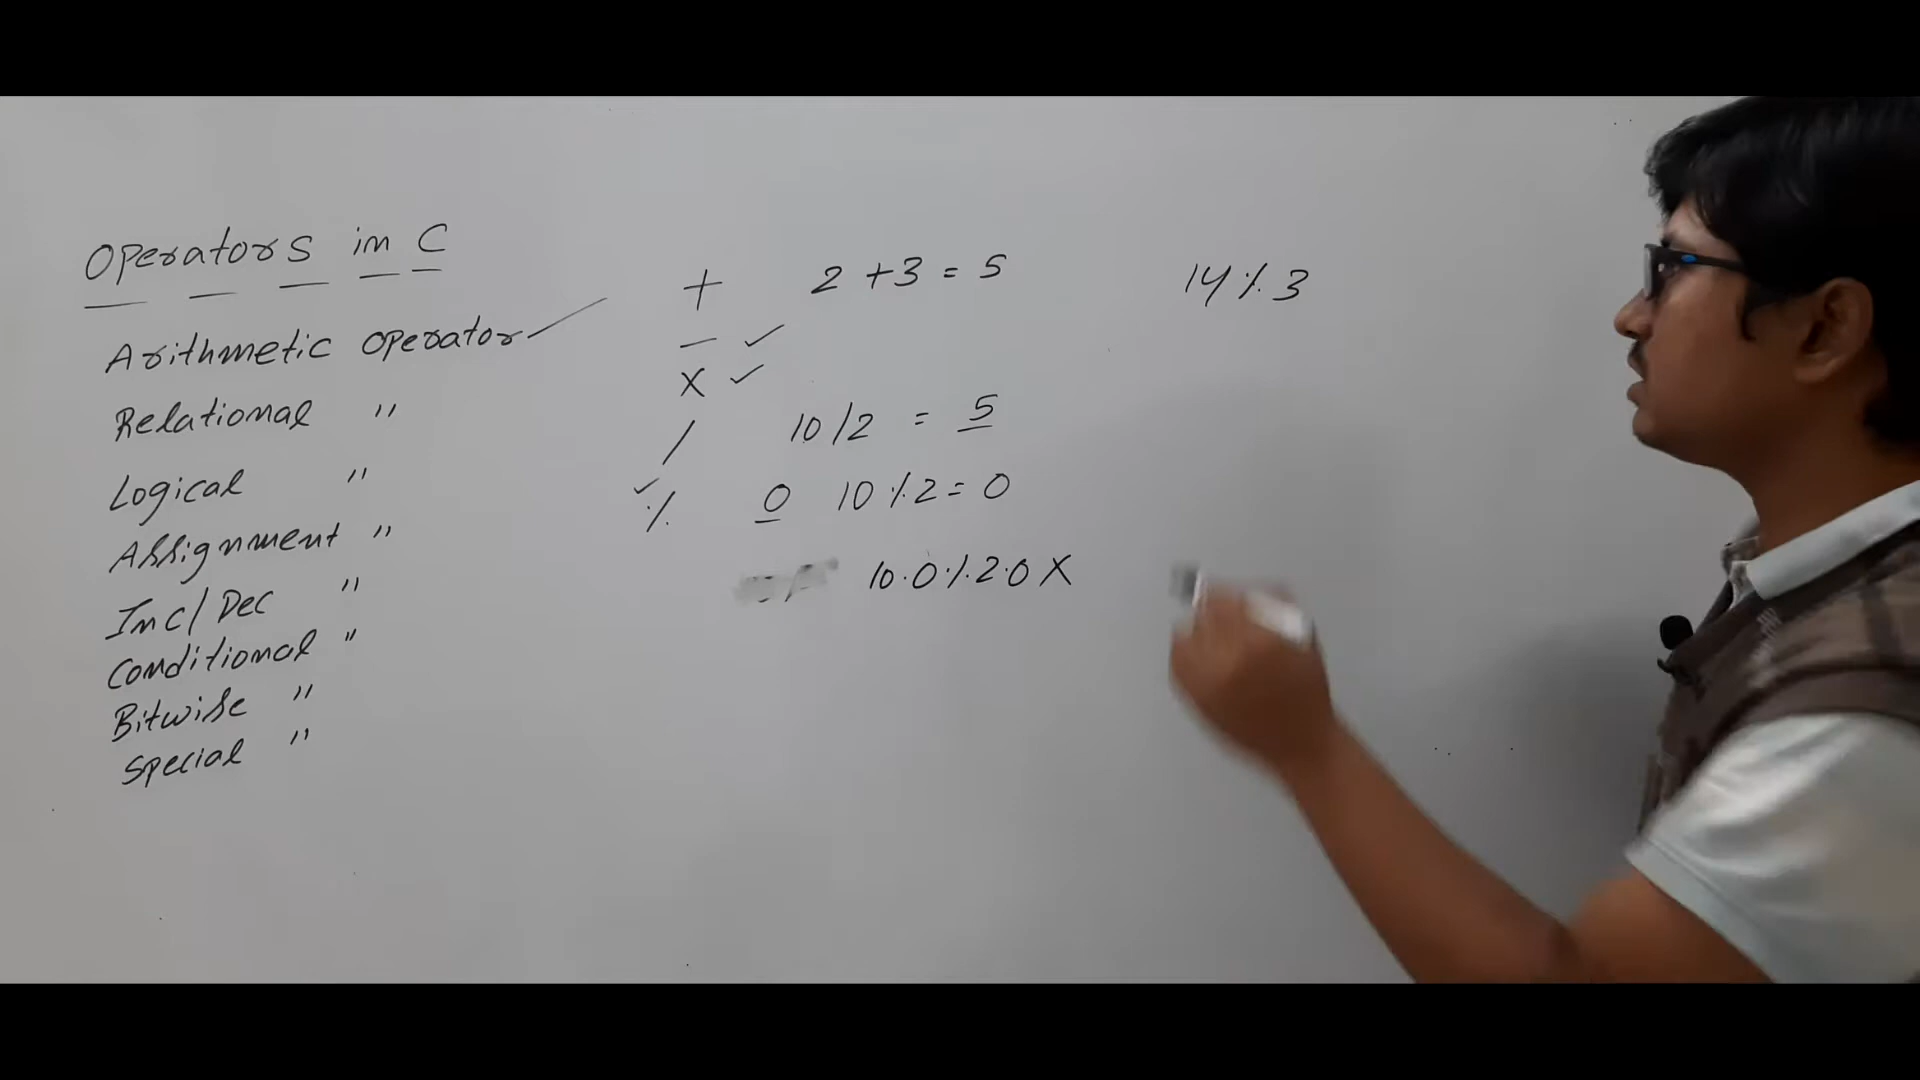 Operators in C
Arithmetic operator ✓
Relational "
Logical "
Assignment "
Inc/Dec "
Conditional "
Bitwise "
Special "
+ 2 + 3 = 5
- ✓
x ✓
/ 10/2 = 5
✓ % 0 10 % 2 = 0
10.0 % 2.0 X
14 % 3